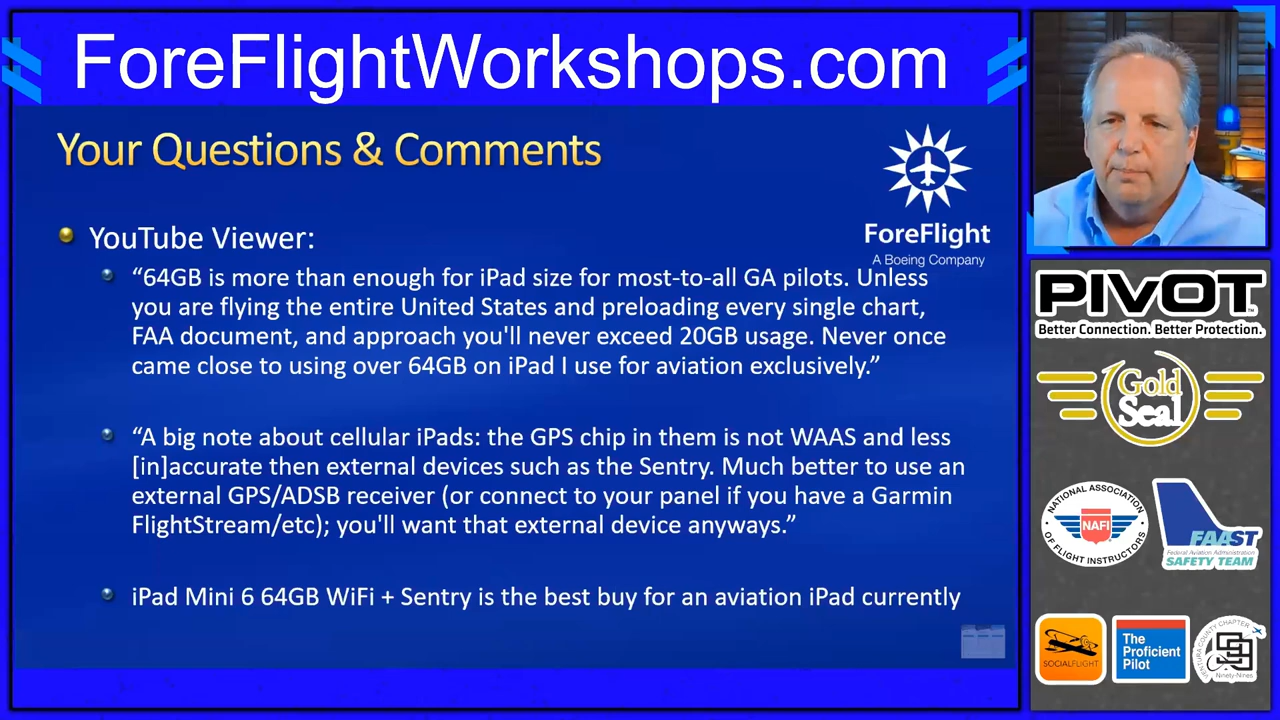 ForeFlightWorkshops.com
Your Questions & Comments
ForeFlight
A Boeing Company
YouTube Viewer:
“64GB is more than enough for iPad size for most-to-all GA pilots. Unless
you are flying the entire United States and preloading every single chart,
FAA document, and approach you'll never exceed 20GB usage. Never once
came close to using over 64GB on iPad I use for aviation exclusively.”
“A big note about cellular iPads: the GPS chip in them is not WAAS and less
[in]accurate then external devices such as the Sentry. Much better to use an
external GPS/ADSB receiver (or connect to your panel if you have a Garmin
FlightStream/etc); you'll want that external device anyways.”
iPad Mini 6 64GB WiFi + Sentry is the best buy for an aviation iPad currently
PIVOT™
Better Connection. Better Protection.
Gold
Seal
NATIONAL ASSOCIATION
NAFI
OF FLIGHT INSTRUCTORS
FAAST
Federal Aviation Administration
SAFETY TEAM
SOCIALFLIGHT
The
Proficient
Pilot
VENTURA COUNTY CHAPTER
99
Ninety-Nines